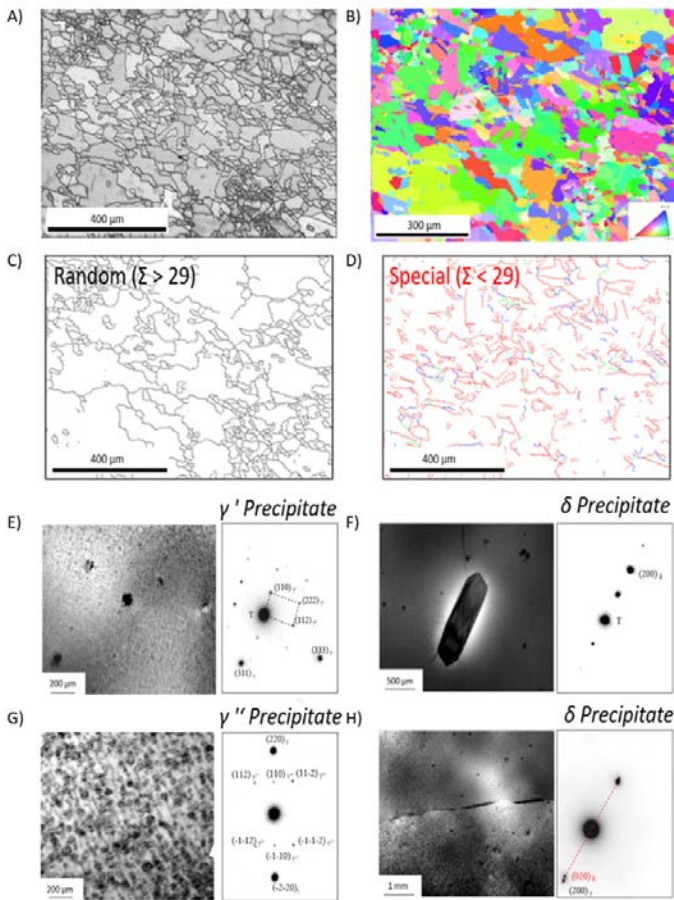 A)
400 µm
B)
300 µm
C)
Random (Σ > 29)
400 µm
D)
Special (Σ < 29)
400 µm
E)
γ ' Precipitate
200 µm
(110)γ'
(222)γ'
(112)γ'
T
(311)γ
(333)γ
F)
δ Precipitate
500 µm
(200)δ
T
G)
γ '' Precipitate
200 µm
(220)γ
(112)γ'' (110)γ'' (11-2)γ''
(-1-12)γ'' (-1-10)γ'' (-1-1-2)γ''
(-2-20)γ
H)
δ Precipitate
1 mm
(020)δ
(200)γ